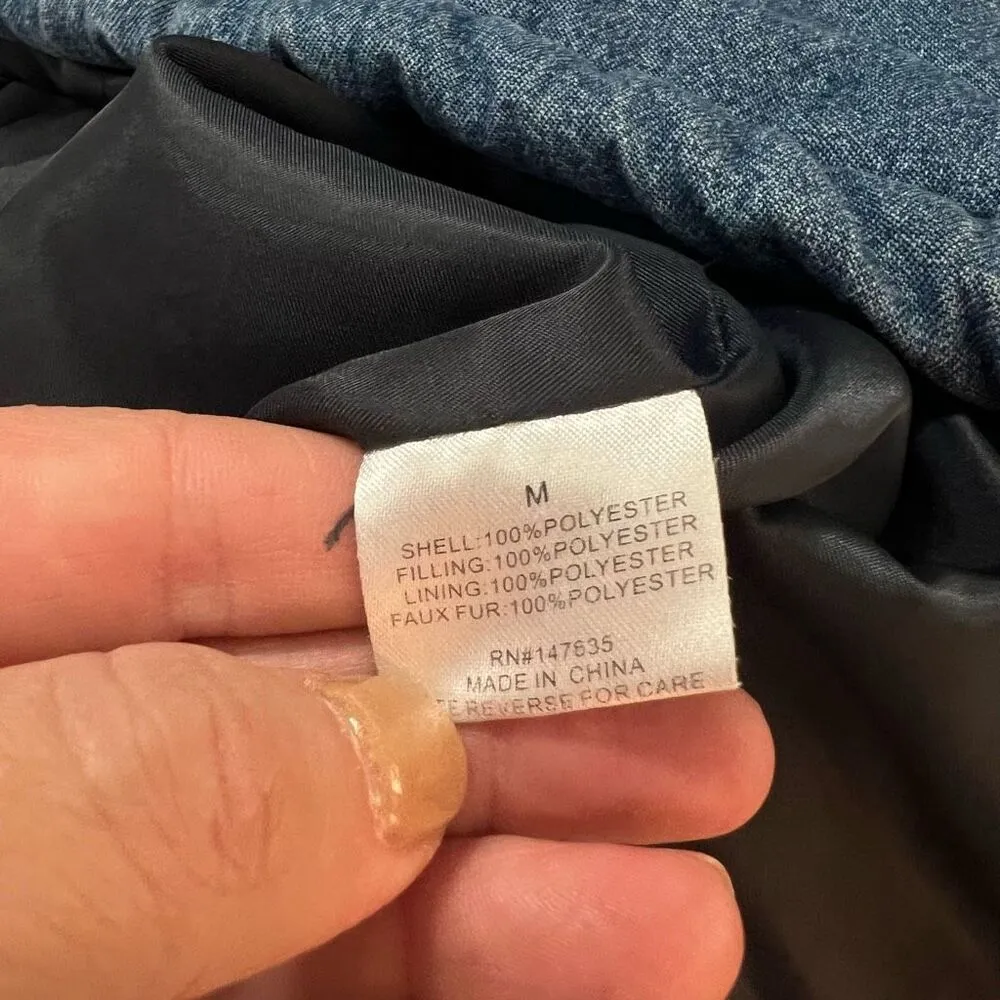 M
SHELL:100%POLYESTER
FILLING:100%POLYESTER
LINING:100%POLYESTER
FAUX FUR:100%POLYESTER
RN#147635
MADE IN CHINA
REVERSE FOR CARE